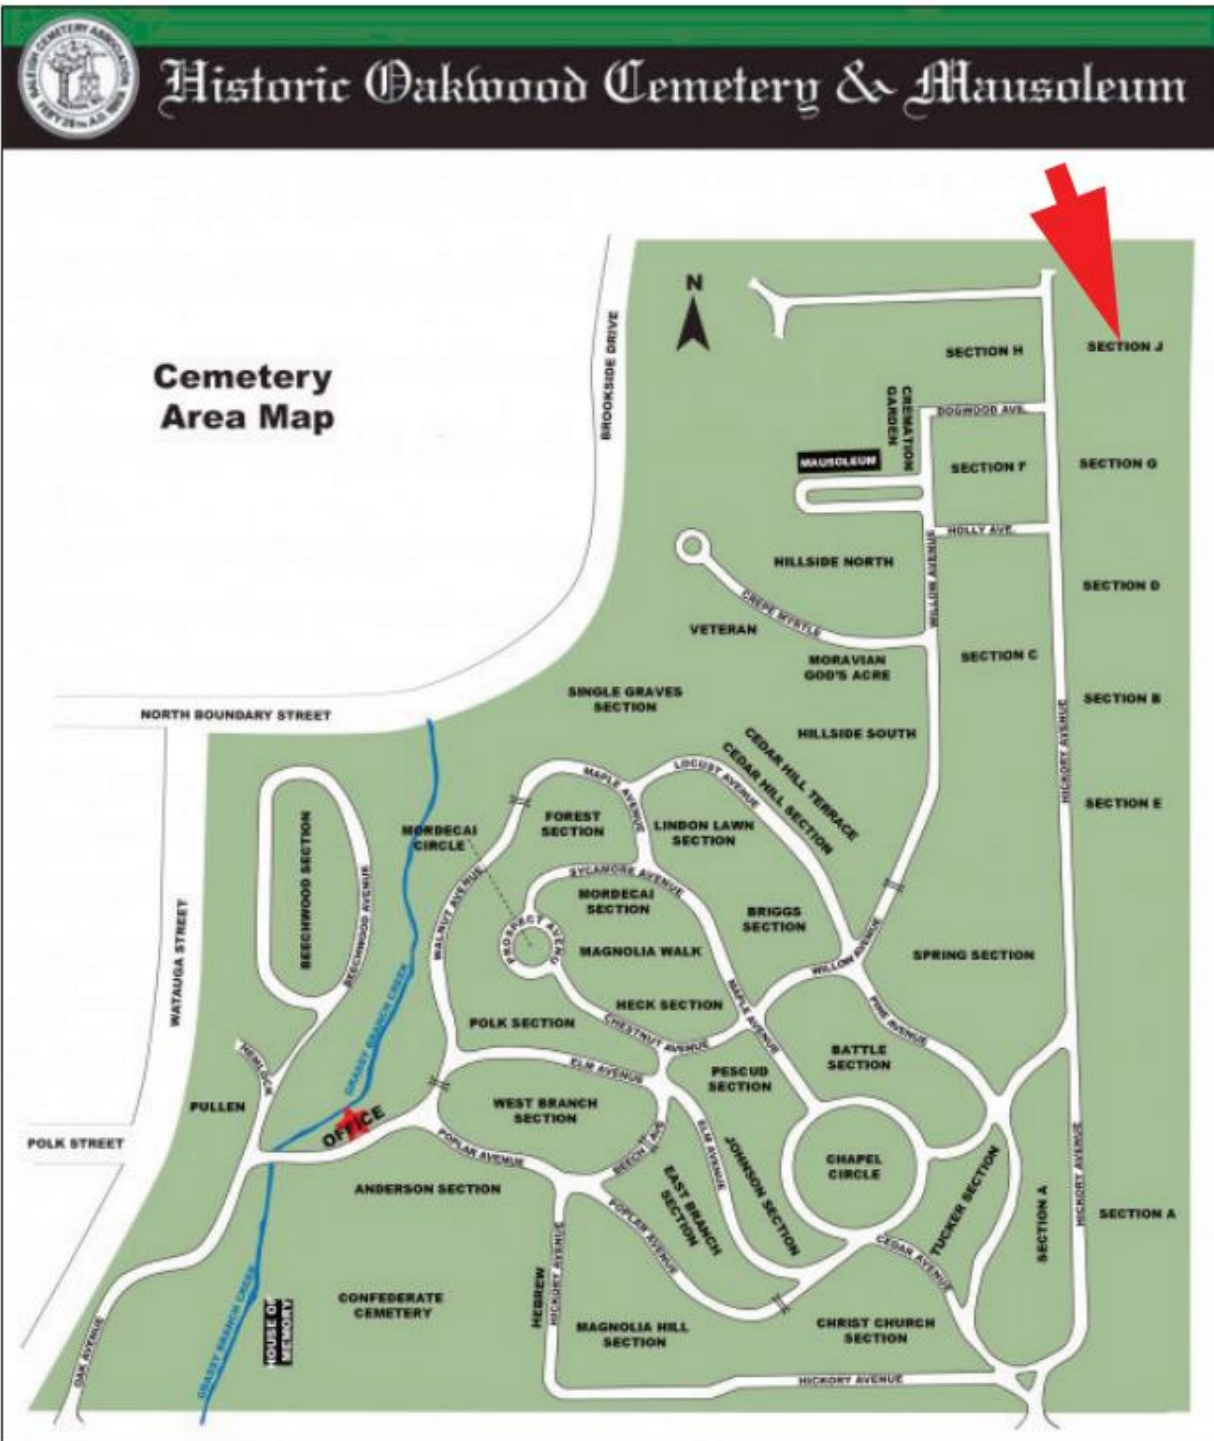 Historic Oakwood Cemetery & Mausoleum
Cemetery
Area Map
N
BROOKSIDE DRIVE
SECTION H
SECTION J
CREMATION
GARDEN
DOGWOOD AVE.
MAUSOLEUM
SECTION F
SECTION G
HOLLY AVE.
HILLSIDE NORTH
WILLOW AVENUE
SECTION D
CREPE MYRTLE
VETERAN
MORAVIAN
GOD'S ACRE
SECTION C
SINGLE GRAVES
SECTION
NORTH BOUNDARY STREET
SECTION B
HILLSIDE SOUTH
HICKORY AVENUE
CEDAR HILL TERRACE
CEDAR HILL SECTION
LOCUST AVENUE
MAPLE AVENUE
SECTION E
FOREST
SECTION
LINDON LAWN
SECTION
MORDECAI
CIRCLE
BEECHWOOD SECTION
BEECHWOOD AVENUE
WALNUT AVENUE
SYCAMORE AVENUE
MORDECAI
SECTION
BRIGGS
SECTION
WATAUGA STREET
PROSPECT AVENU
MAGNOLIA WALK
WILLOW AVENUE
SPRING SECTION
HECK SECTION
MAPLE AVENUE
PINE AVENUE
POLK SECTION
CHESTNUT AVENUE
GRASSY BRANCH CREEK
HEMLOCK
ELM AVENUE
BATTLE
SECTION
PESCUD
SECTION
PULLEN
WEST BRANCH
SECTION
OFFICE
POLK STREET
POPLAR AVENUE
BEECH AVE
ELM AVENUE
JOHNSON SECTION
CHAPEL
CIRCLE
HICKORY AVENUE
ANDERSON SECTION
EAST BRANCH
SECTION
TUCKER SECTION
SECTION A
SECTION A
POPLAR AVENUE
CEDAR AVENUE
HEBREW
HICKORY AVENUE
CONFEDERATE
CEMETERY
HOUSE OF
MEMORY
GRASSY BRANCH CREEK
OAK AVENUE
MAGNOLIA HILL
SECTION
CHRIST CHURCH
SECTION
HICKORY AVENUE